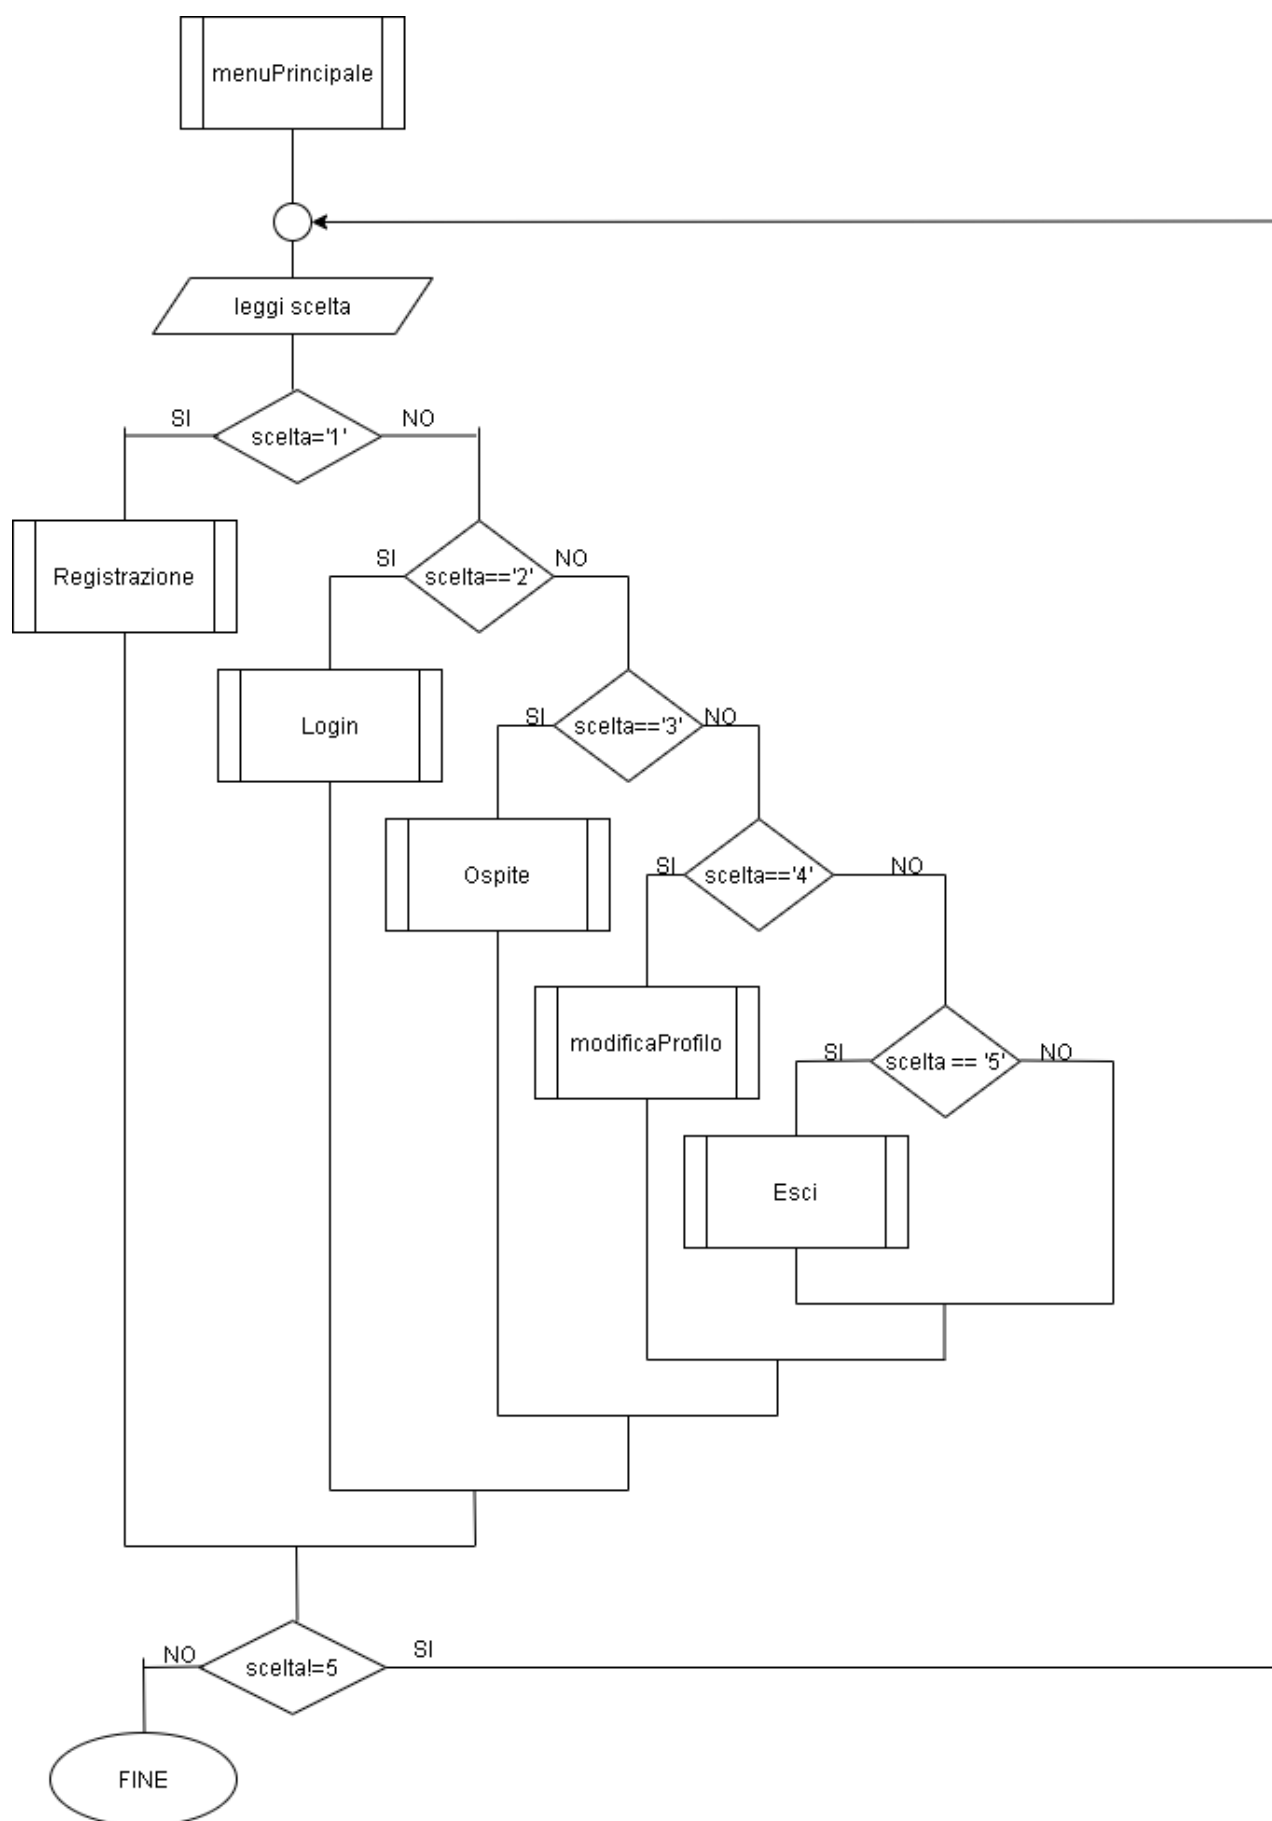 menuPrincipale
leggi scelta
SI
NO
scelta='1'
Registrazione
SI
NO
scelta=='2'
Login
SI
NO
scelta=='3'
Ospite
SI
NO
scelta=='4'
modificaProfilo
SI
NO
scelta == '5'
Esci
NO
SI
scelta!=5
FINE